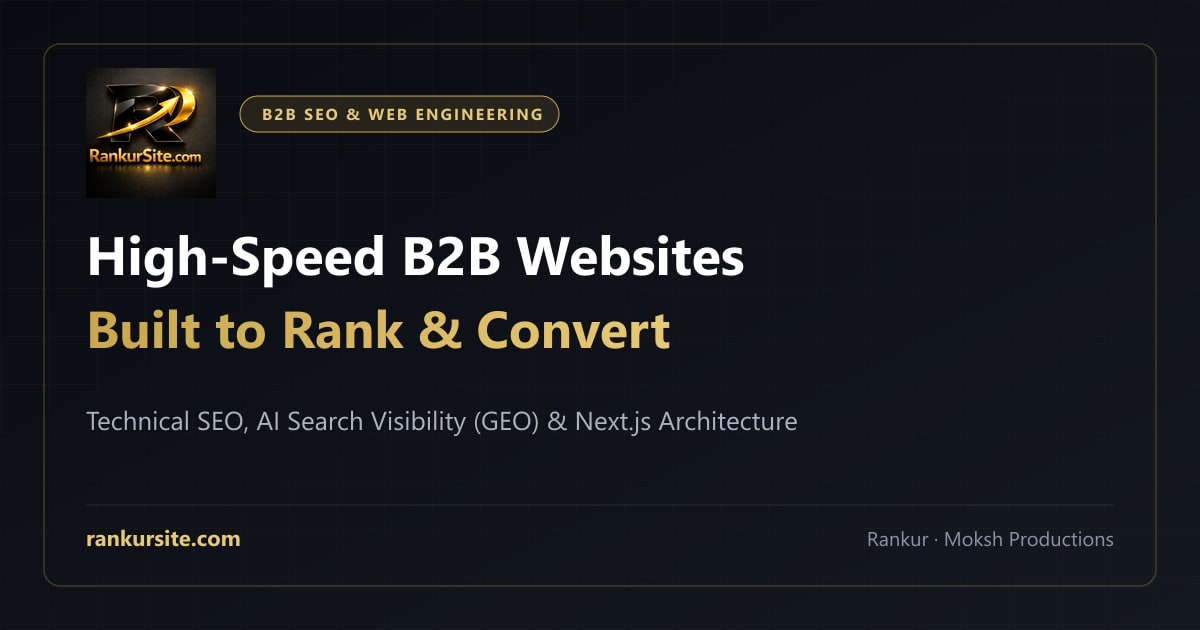 RankurSite.com
B2B SEO & WEB ENGINEERING
High-Speed B2B Websites
Built to Rank & Convert
Technical SEO, AI Search Visibility (GEO) & Next.js Architecture
rankursite.com
Rankur · Moksh Productions